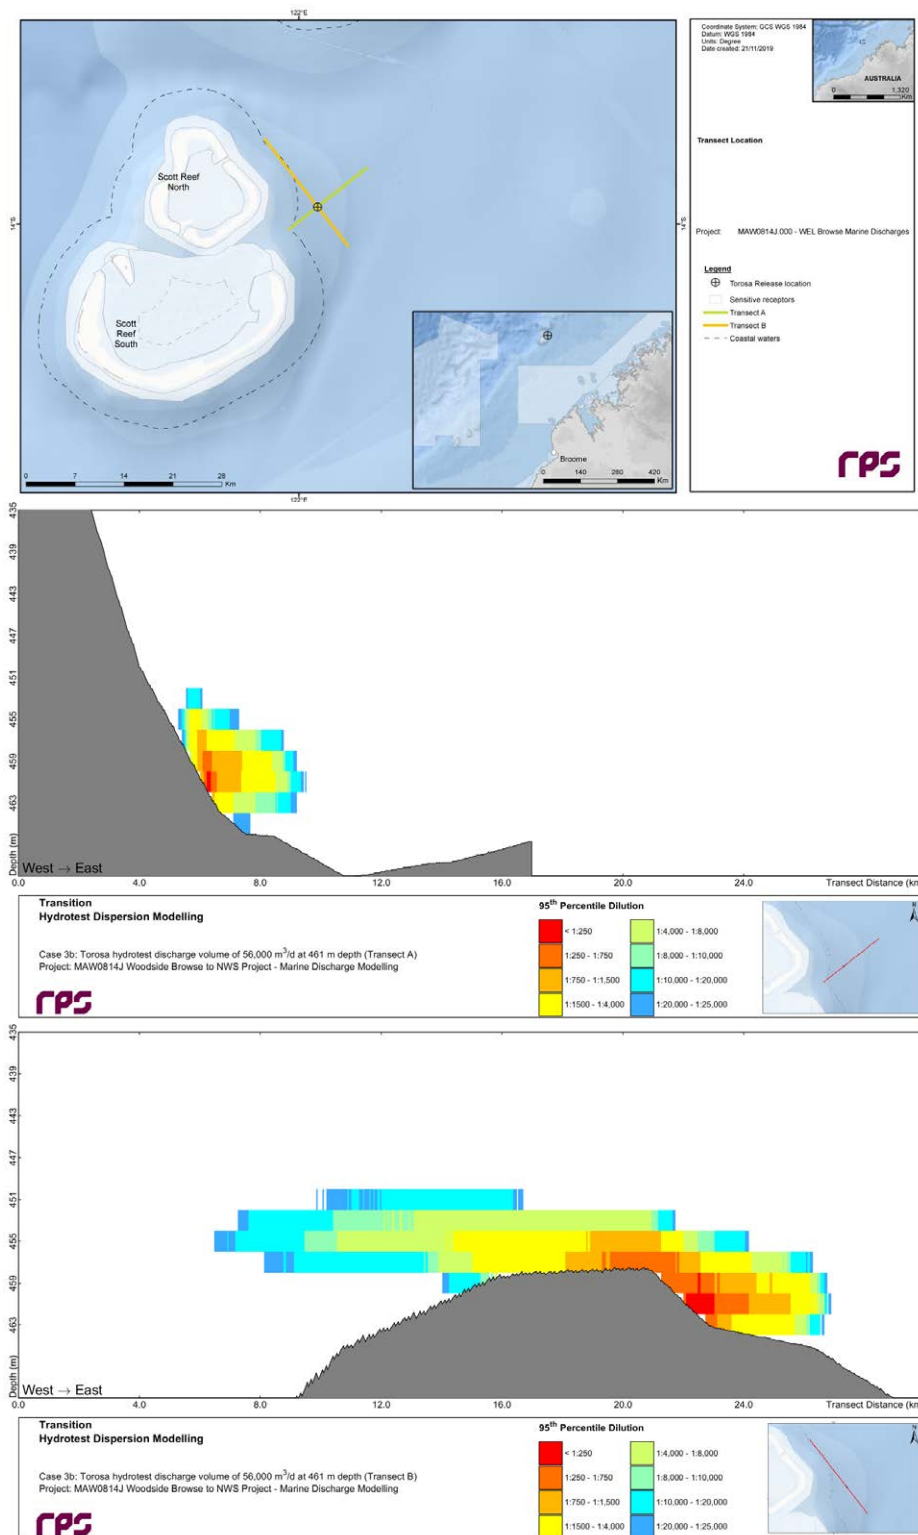 122°E
Coordinate System: GCS WGS 1984
Datum: WGS 1984
Units: Degree
Date created: 21/11/2019
AUSTRALIA
0 1,320
Km
Transect Location
Scott Reef
North
14°S
14°S
Project: MAW0814J.000 - WEL Browse Marine Discharges
Legend
Torosa Release location
Sensitive receptors
Transect A
Transect B
Coastal waters
Scott
Reef
South
Broome
0 140 280 420
Km
0 7 14 21 28
Km
122°E
rps
435
439
443
447
451
455
459
463
Depth (m)
West → East
0.0 4.0 8.0 12.0 16.0 20.0 24.0 Transect Distance (km
Transition
Hydrotest Dispersion Modelling
Case 3b: Torosa hydrotest discharge volume of 56,000 m³/d at 461 m depth (Transect A)
Project: MAW0814J Woodside Browse to NWS Project - Marine Discharge Modelling
rps
95th Percentile Dilution
< 1:250
1:250 - 1:750
1:750 - 1:1,500
1:1500 - 1:4,000
1:4,000 - 1:8,000
1:8,000 - 1:10,000
1:10,000 - 1:20,000
1:20,000 - 1:25,000
N
435
439
443
447
451
455
459
463
Depth (m)
West → East
0.0 4.0 8.0 12.0 16.0 20.0 24.0 Transect Distance (km
Transition
Hydrotest Dispersion Modelling
Case 3b: Torosa hydrotest discharge volume of 56,000 m³/d at 461 m depth (Transect B)
Project: MAW0814J Woodside Browse to NWS Project - Marine Discharge Modelling
rps
95th Percentile Dilution
< 1:250
1:250 - 1:750
1:750 - 1:1,500
1:1500 - 1:4,000
1:4,000 - 1:8,000
1:8,000 - 1:10,000
1:10,000 - 1:20,000
1:20,000 - 1:25,000
N